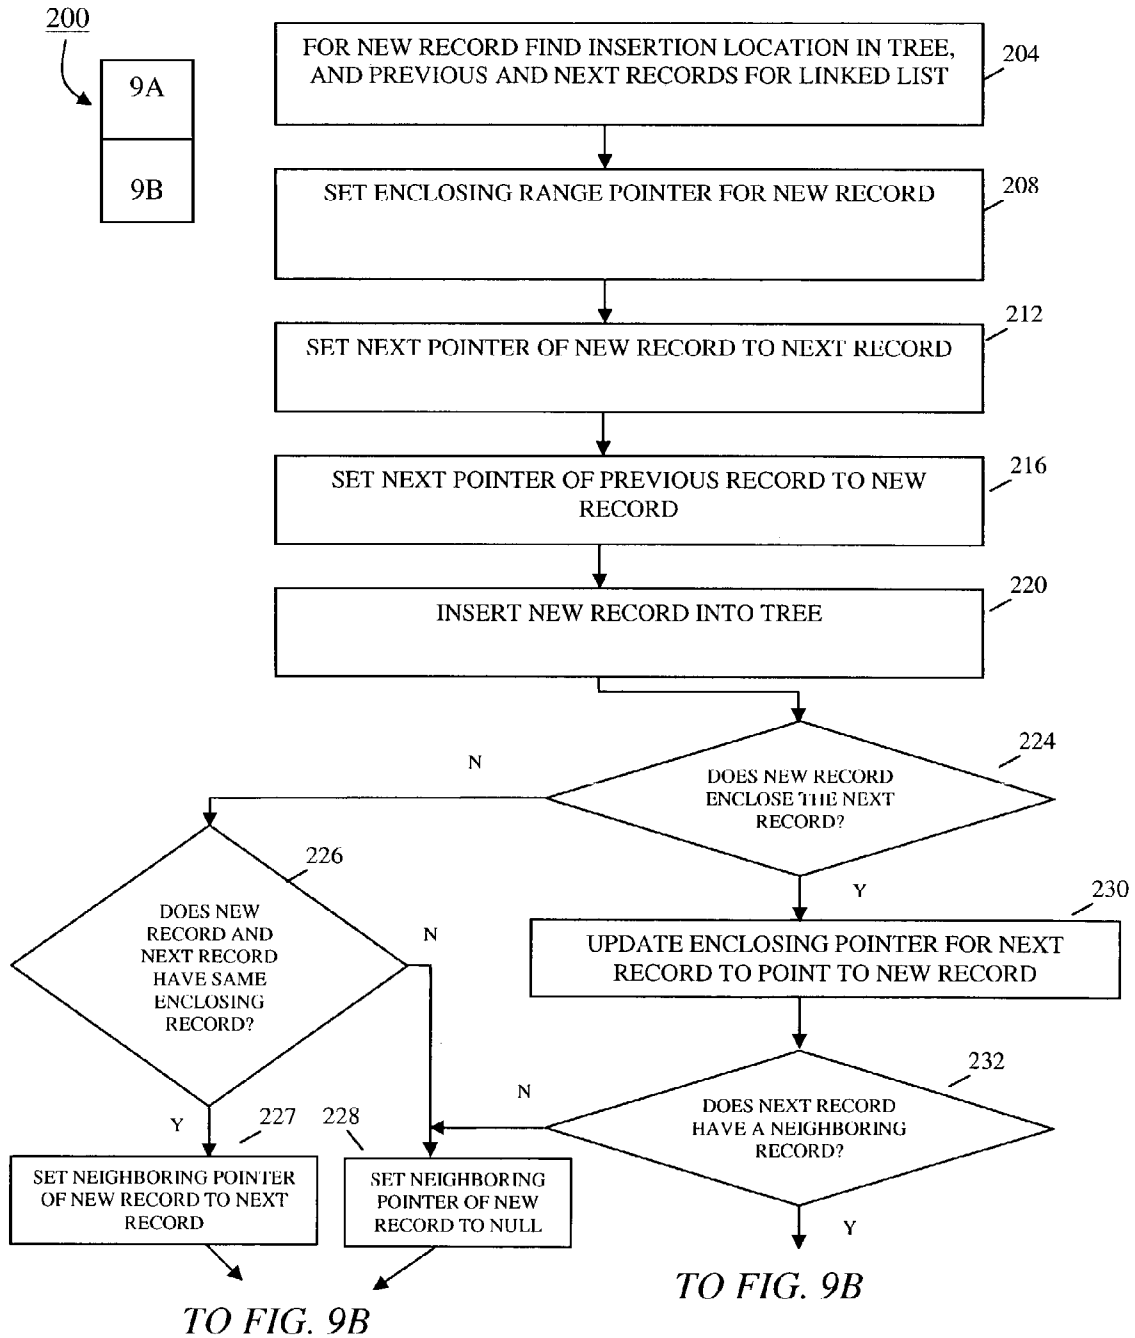 200
9A
9B
FOR NEW RECORD FIND INSERTION LOCATION IN TREE,
AND PREVIOUS AND NEXT RECORDS FOR LINKED LIST
204
SET ENCLOSING RANGE POINTER FOR NEW RECORD
208
SET NEXT POINTER OF NEW RECORD TO NEXT RECORD
212
SET NEXT POINTER OF PREVIOUS RECORD TO NEW
RECORD
216
INSERT NEW RECORD INTO TREE
220
DOES NEW RECORD
ENCLOSE THE NEXT
RECORD?
224
N
Y
DOES NEW
RECORD AND
NEXT RECORD
HAVE SAME
ENCLOSING
RECORD?
226
N
Y
UPDATE ENCLOSING POINTER FOR NEXT
RECORD TO POINT TO NEW RECORD
230
DOES NEXT RECORD
HAVE A NEIGHBORING
RECORD?
232
N
Y
SET NEIGHBORING POINTER
OF NEW RECORD TO NEXT
RECORD
227
SET NEIGHBORING
POINTER OF NEW
RECORD TO NULL
228
TO FIG. 9B
TO FIG. 9B